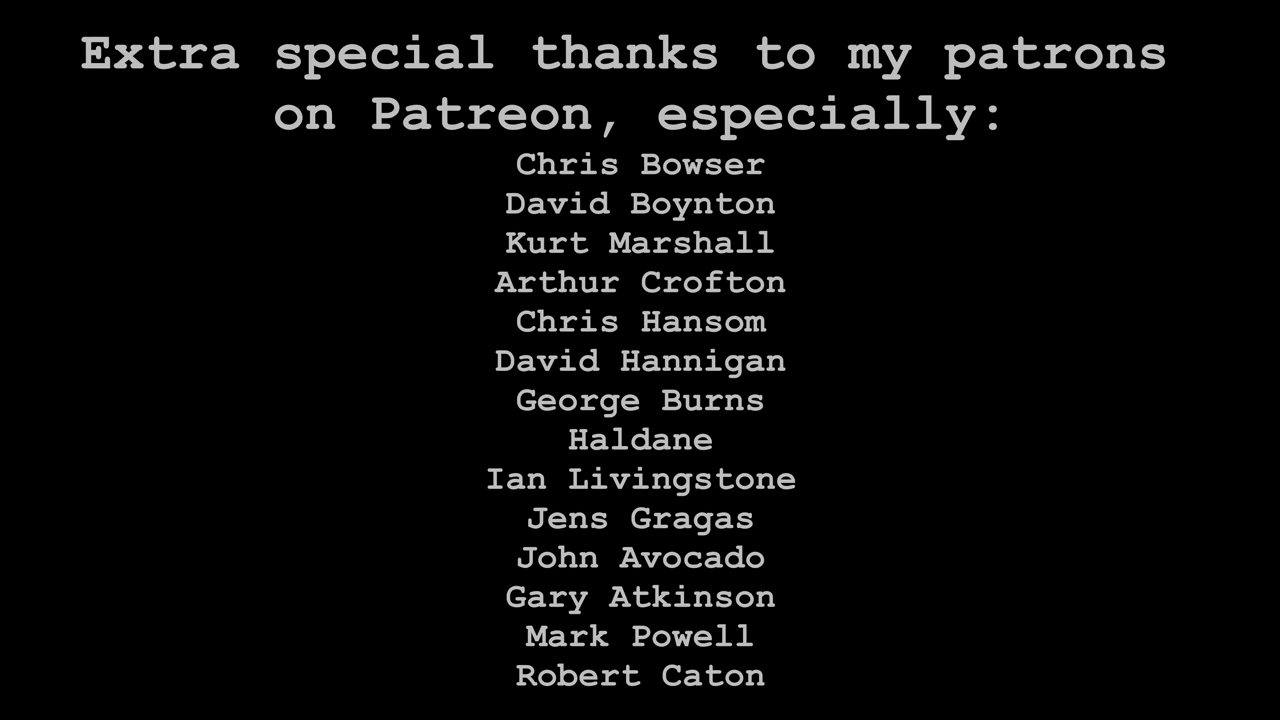 Extra special thanks to my patrons
on Patreon, especially:
Chris Bowser
David Boynton
Kurt Marshall
Arthur Crofton
Chris Hansom
David Hannigan
George Burns
Haldane
Ian Livingstone
Jens Gragas
John Avocado
Gary Atkinson
Mark Powell
Robert Caton